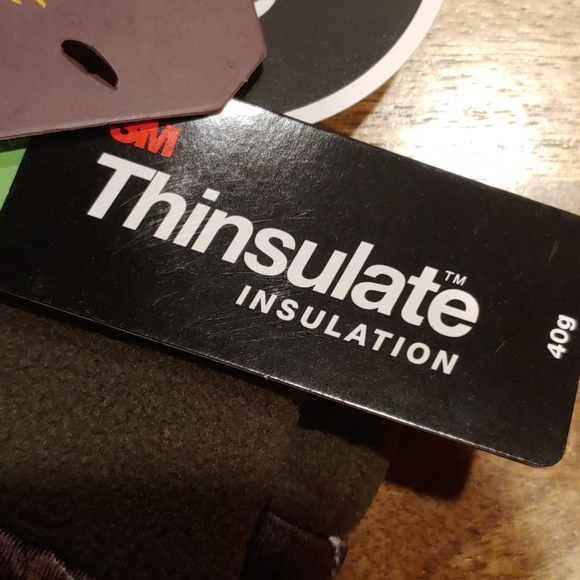 3M
Thinsulate™
INSULATION
40g